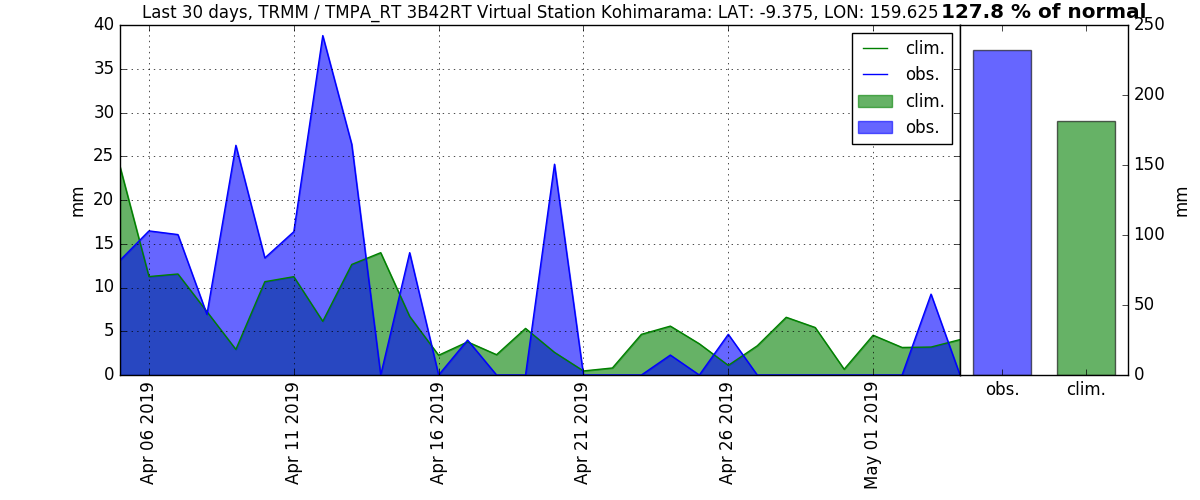 Last 30 days, TRMM / TMPA_RT 3B42RT Virtual Station Kohimarama: LAT: -9.375, LON: 159.625
127.8 % of normal
40
35
30
25
20
15
10
5
0
mm
clim.
obs.
clim.
obs.
Apr 06 2019
Apr 11 2019
Apr 16 2019
Apr 21 2019
Apr 26 2019
May 01 2019
250
200
150
100
50
0
mm
obs.
clim.